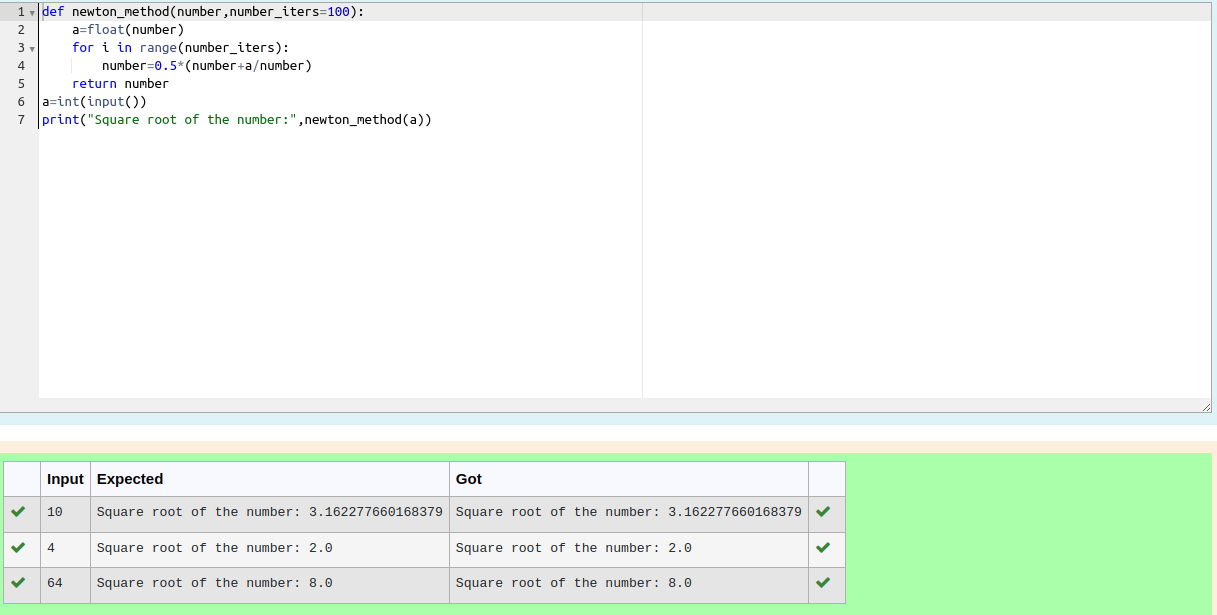 1 def newton_method(number,number_iters=100):
2     a=float(number)
3     for i in range(number_iters):
4         number=0.5*(number+a/number)
5     return number
6 a=int(input())
7 print("Square root of the number:",newton_method(a))
Input Expected Got
10 Square root of the number: 3.162277660168379 Square root of the number: 3.162277660168379
4 Square root of the number: 2.0 Square root of the number: 2.0
64 Square root of the number: 8.0 Square root of the number: 8.0